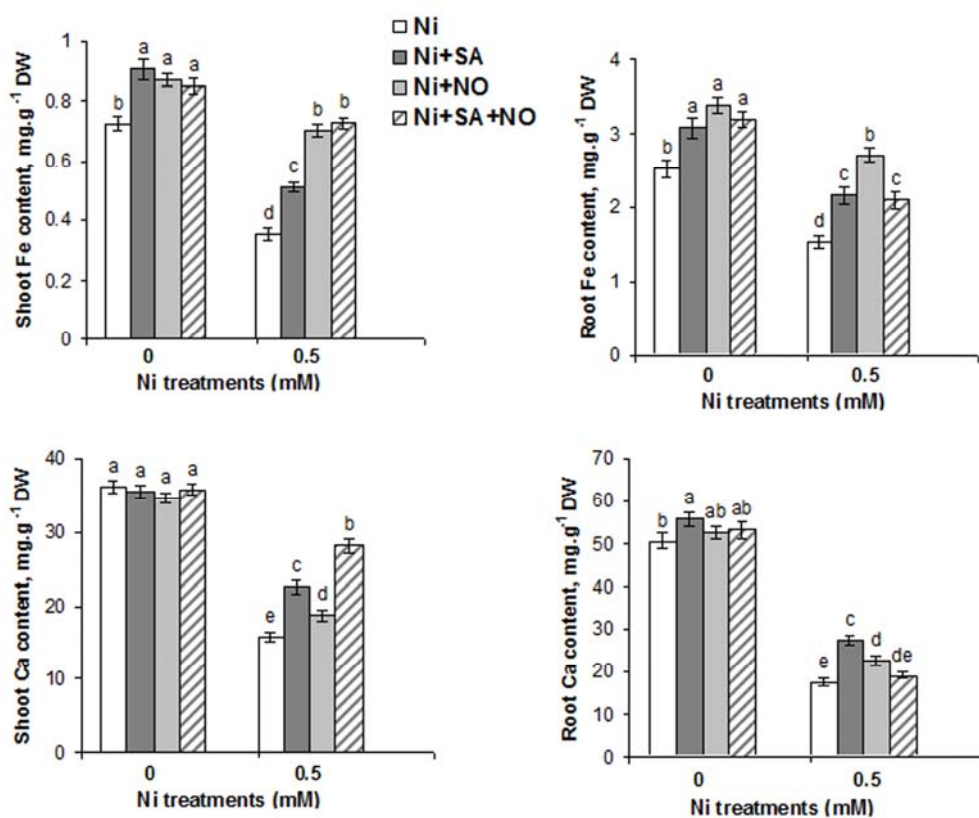 Ni
Ni+SA
Ni+NO
Ni+SA+NO
Shoot Fe content, mg.g⁻¹ DW
1
0.8
0.6
0.4
0.2
0
b a a a
d c b b
0 0.5
Ni treatments (mM)
Root Fe content, mg.g⁻¹ DW
4
3
2
1
0
b a a a
d c b c
0 0.5
Ni treatments (mM)
Shoot Ca content, mg.g⁻¹ DW
40
30
20
10
0
a a a a
e c d b
0 0.5
Ni treatments (mM)
Root Ca content, mg.g⁻¹ DW
70
60
50
40
30
20
10
0
b a ab ab
e c d de
0 0.5
Ni treatments (mM)